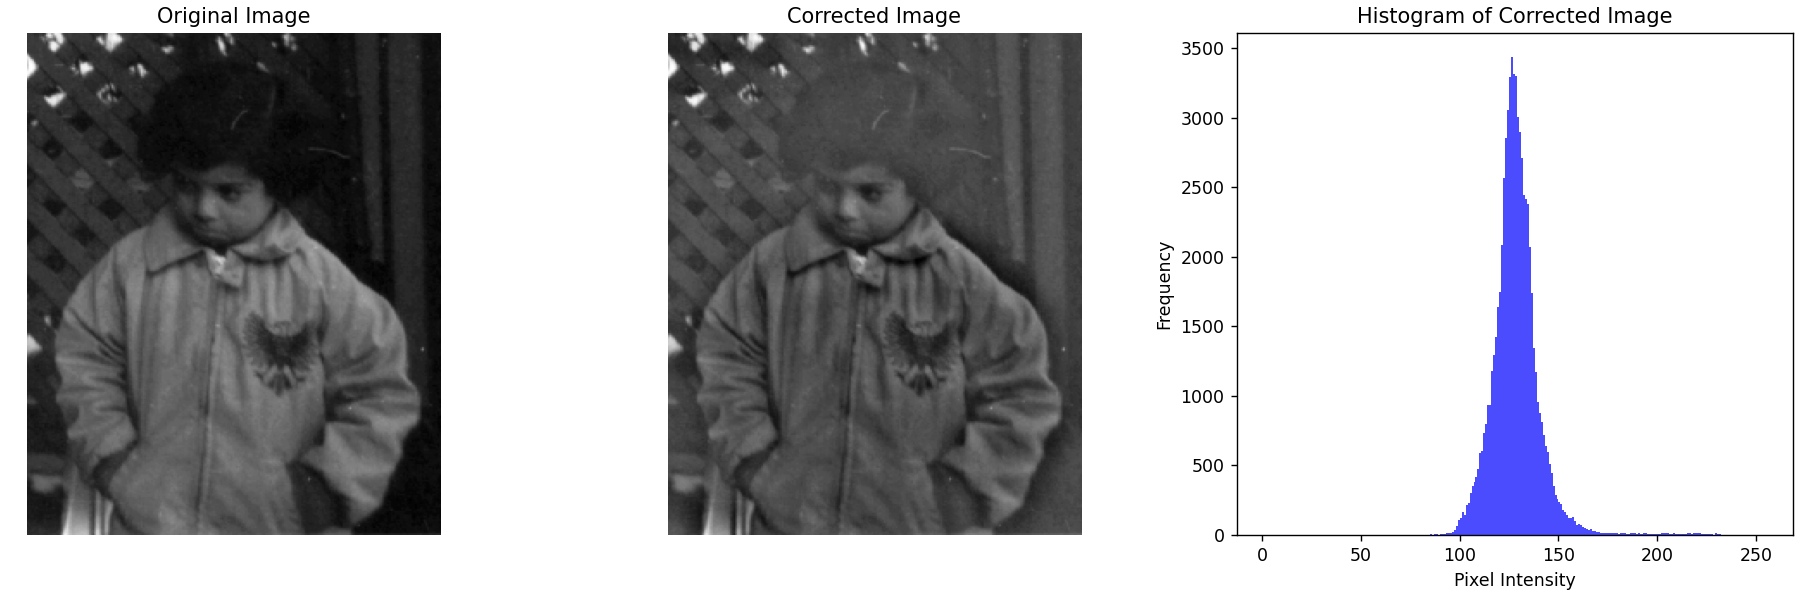 Original Image
Corrected Image
Histogram of Corrected Image
3500
3000
2500
2000
1500
1000
500
0
Frequency
0 50 100 150 200 250
Pixel Intensity